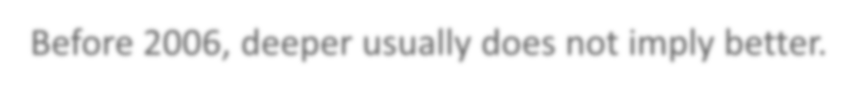 Before 2006, deeper usually does not imply better.